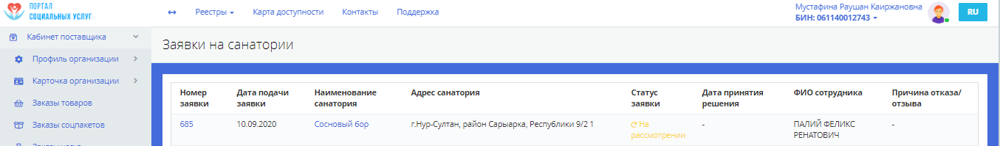 ПОРТАЛ
СОЦИАЛЬНЫХ УСЛУГ
Реестры
Карта доступности
Контакты
Поддержка
Мустафина Раушан Каиржановна
БИН: 061140012743
RU
Кабинет поставщика
Профиль организации
Карточка организации
Заказы товаров
Заказы соцпакетов
Заявки на санатории
Номер заявки
Дата подачи заявки
Наименование санатория
Адрес санатория
Статус заявки
Дата принятия решения
ФИО сотрудника
Причина отказа/отзыва
685
10.09.2020
Сосновый бор
г.Нур-Султан, район Сарыарка, Республики 9/2 1
На рассмотрении
-
ПАЛИЙ ФЕЛИКС
РЕНАТОВИЧ
-